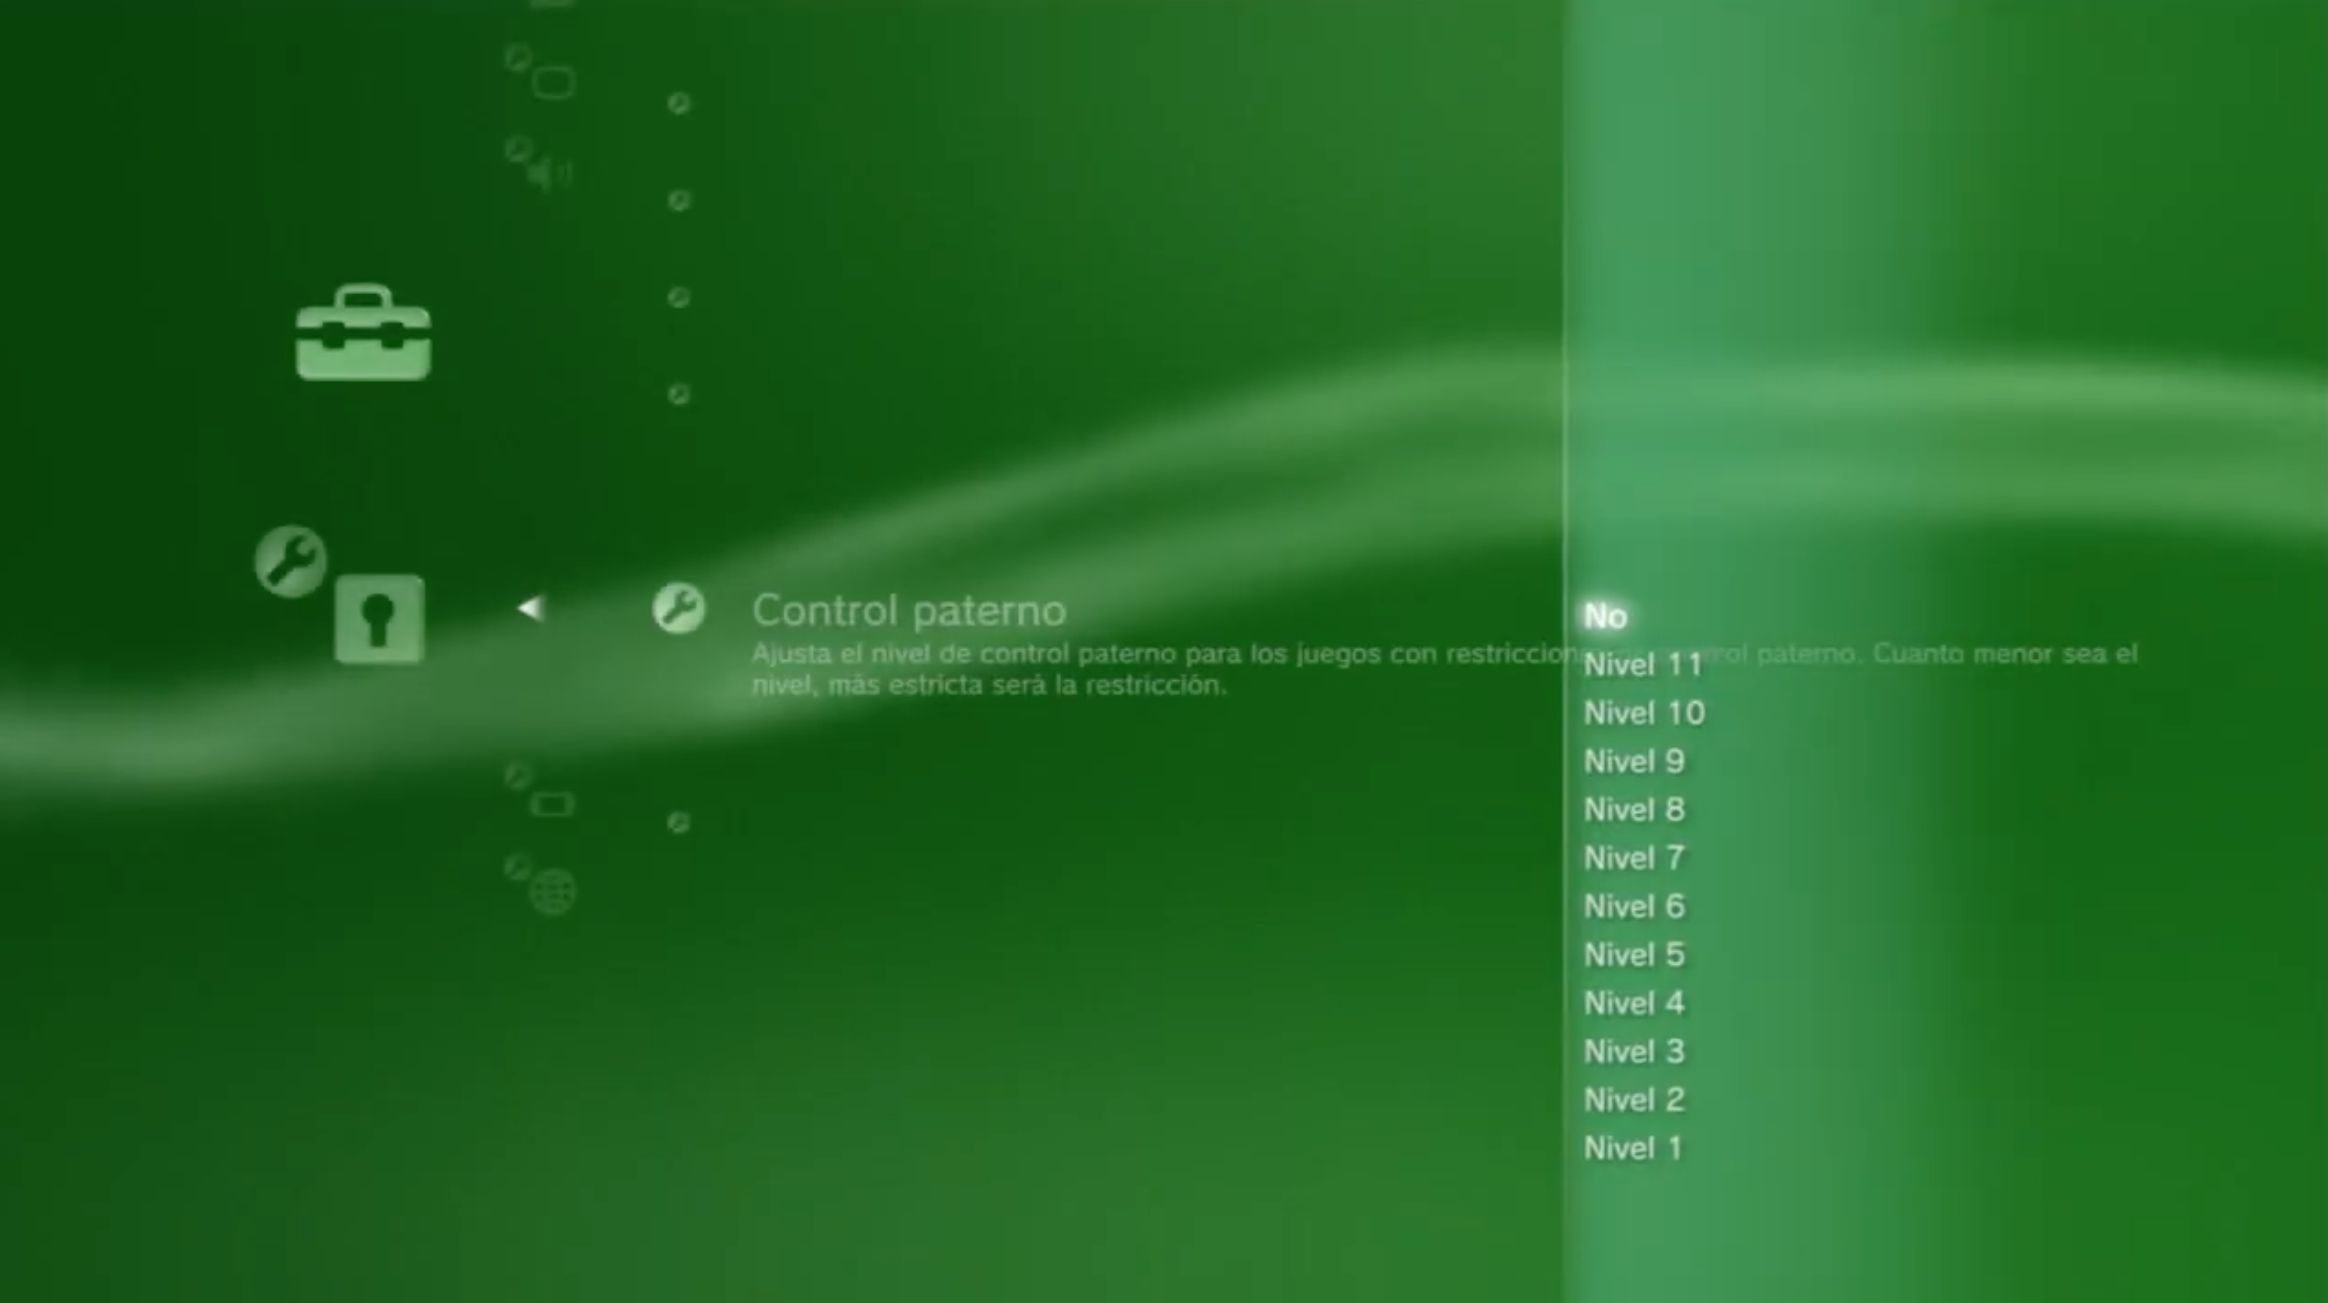 Control paterno
Ajusta el nivel de control paterno para los juegos con restricción control paterno. Cuanto menor sea el
nivel, más estricta será la restricción.
No
Nivel 11
Nivel 10
Nivel 9
Nivel 8
Nivel 7
Nivel 6
Nivel 5
Nivel 4
Nivel 3
Nivel 2
Nivel 1